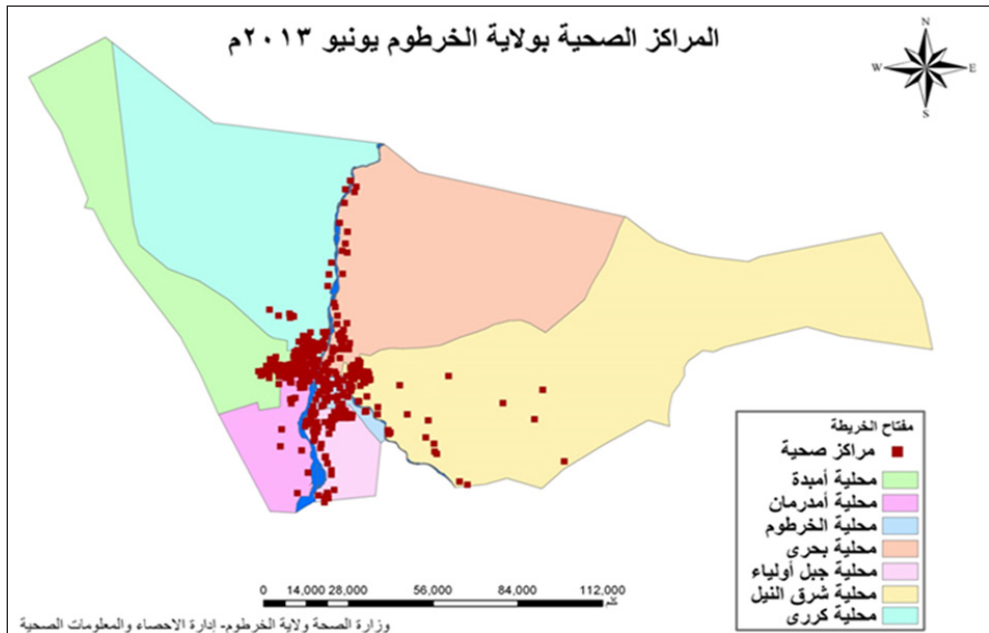 المراكز الصحية بولاية الخرطوم يونيو ٢٠١٣م
N
W E
S
مفتاح الخريطة
مراكز صحية
محلية أمبدة
محلية أمدرمان
محلية الخرطوم
محلية بحرى
محلية جبل أولياء
محلية شرق النيل
محلية كررى
0 14,000 28,000 56,000 84,000 112,000
كم
وزارة الصحة ولاية الخرطوم- إدارة الاحصاء والمعلومات الصحية